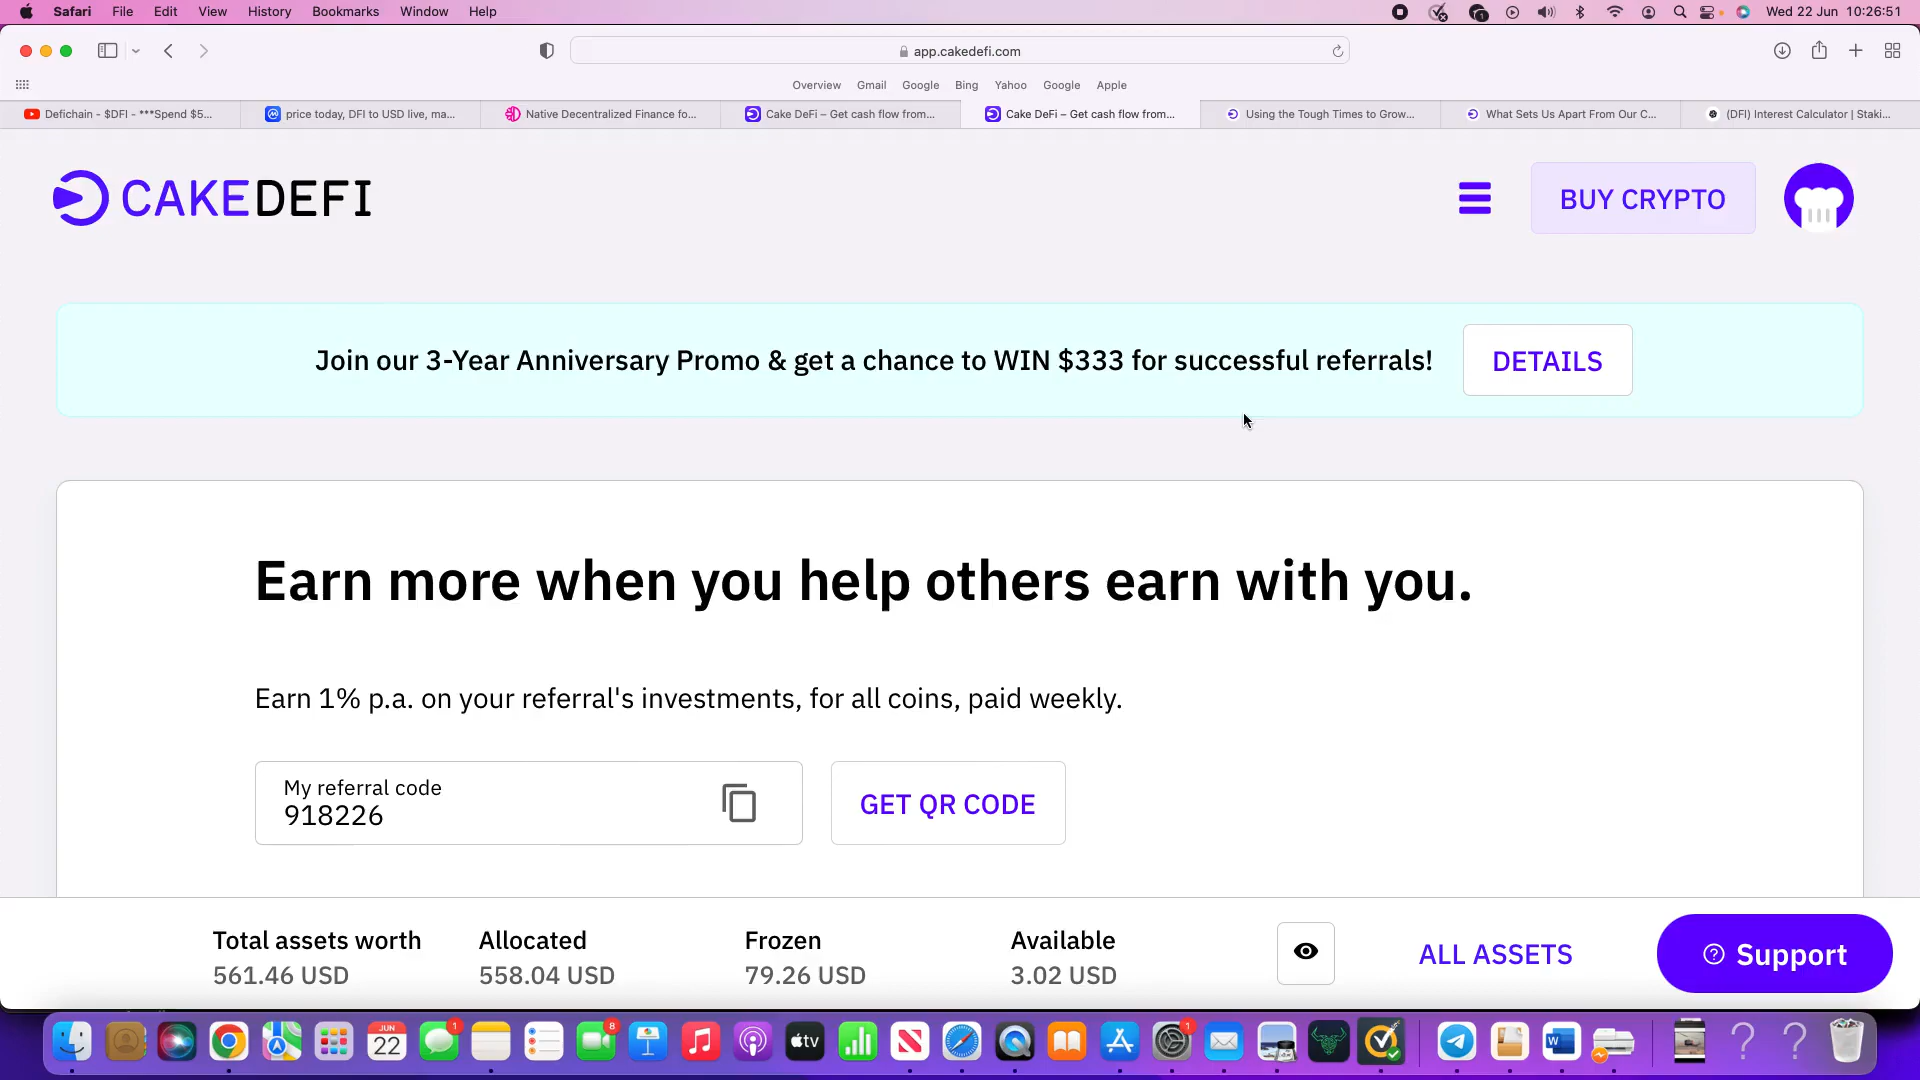 Safari File Edit View History Bookmarks Window Help
1
Wed 22 Jun 10:26:51
app.cakedefi.com
Overview Gmail Google Bing Yahoo Google Apple
Defichain - $DFI - ***Spend $5...
price today, DFI to USD live, ma...
Native Decentralized Finance fo...
Cake DeFi – Get cash flow from...
Cake DeFi – Get cash flow from...
Using the Tough Times to Grow...
What Sets Us Apart From Our C...
(DFI) Interest Calculator | Staki...
CAKEDEFI
BUY CRYPTO
Join our 3-Year Anniversary Promo & get a chance to WIN $333 for successful referrals!
DETAILS
Earn more when you help others earn with you.
Earn 1% p.a. on your referral's investments, for all coins, paid weekly.
My referral code
918226
GET QR CODE
Total assets worth
561.46 USD
Allocated
558.04 USD
Frozen
79.26 USD
Available
3.02 USD
ALL ASSETS
? Support
JUN
22
1
8
tv
1
W
? ?